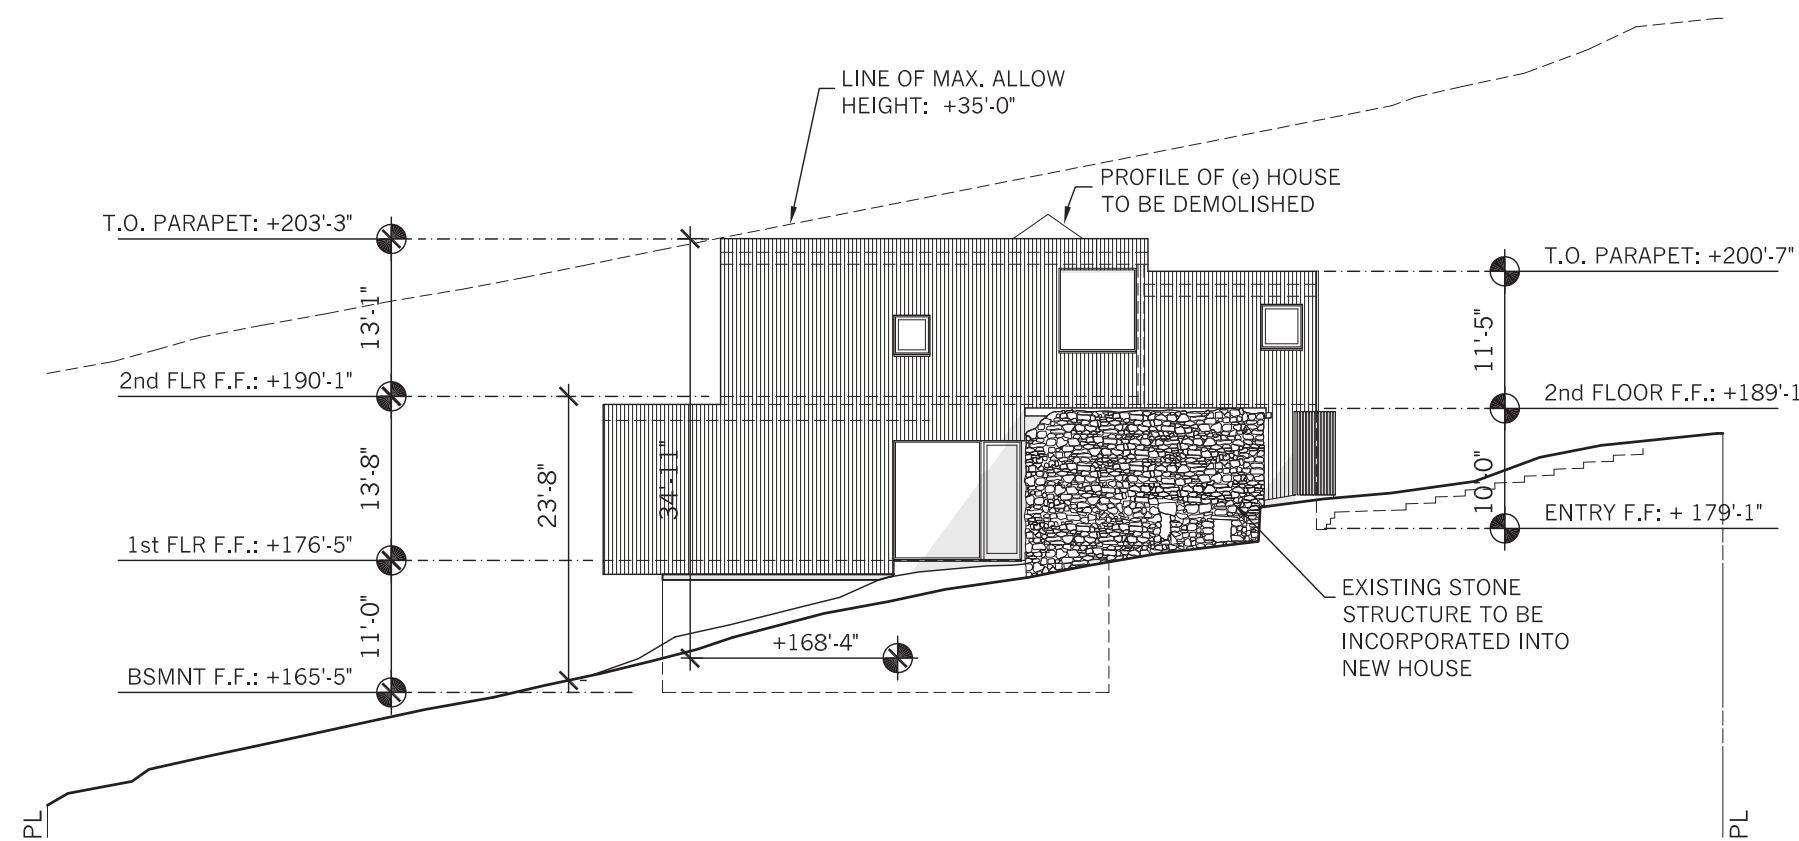 LINE OF MAX. ALLOW
HEIGHT: +35'-0"
PROFILE OF (e) HOUSE
TO BE DEMOLISHED
T.O. PARAPET: +203'-3"
T.O. PARAPET: +200'-7"
13'-1"
11'-5"
2nd FLR F.F.: +190'-1"
2nd FLOOR F.F.: +189'-1
13'-8"
23'-8"
34'-11"
10'-0"
1st FLR F.F.: +176'-5"
ENTRY F.F: + 179'-1"
11'-0"
+168'-4"
EXISTING STONE
STRUCTURE TO BE
INCORPORATED INTO
NEW HOUSE
BSMNT F.F.: +165'-5"
PL
PL